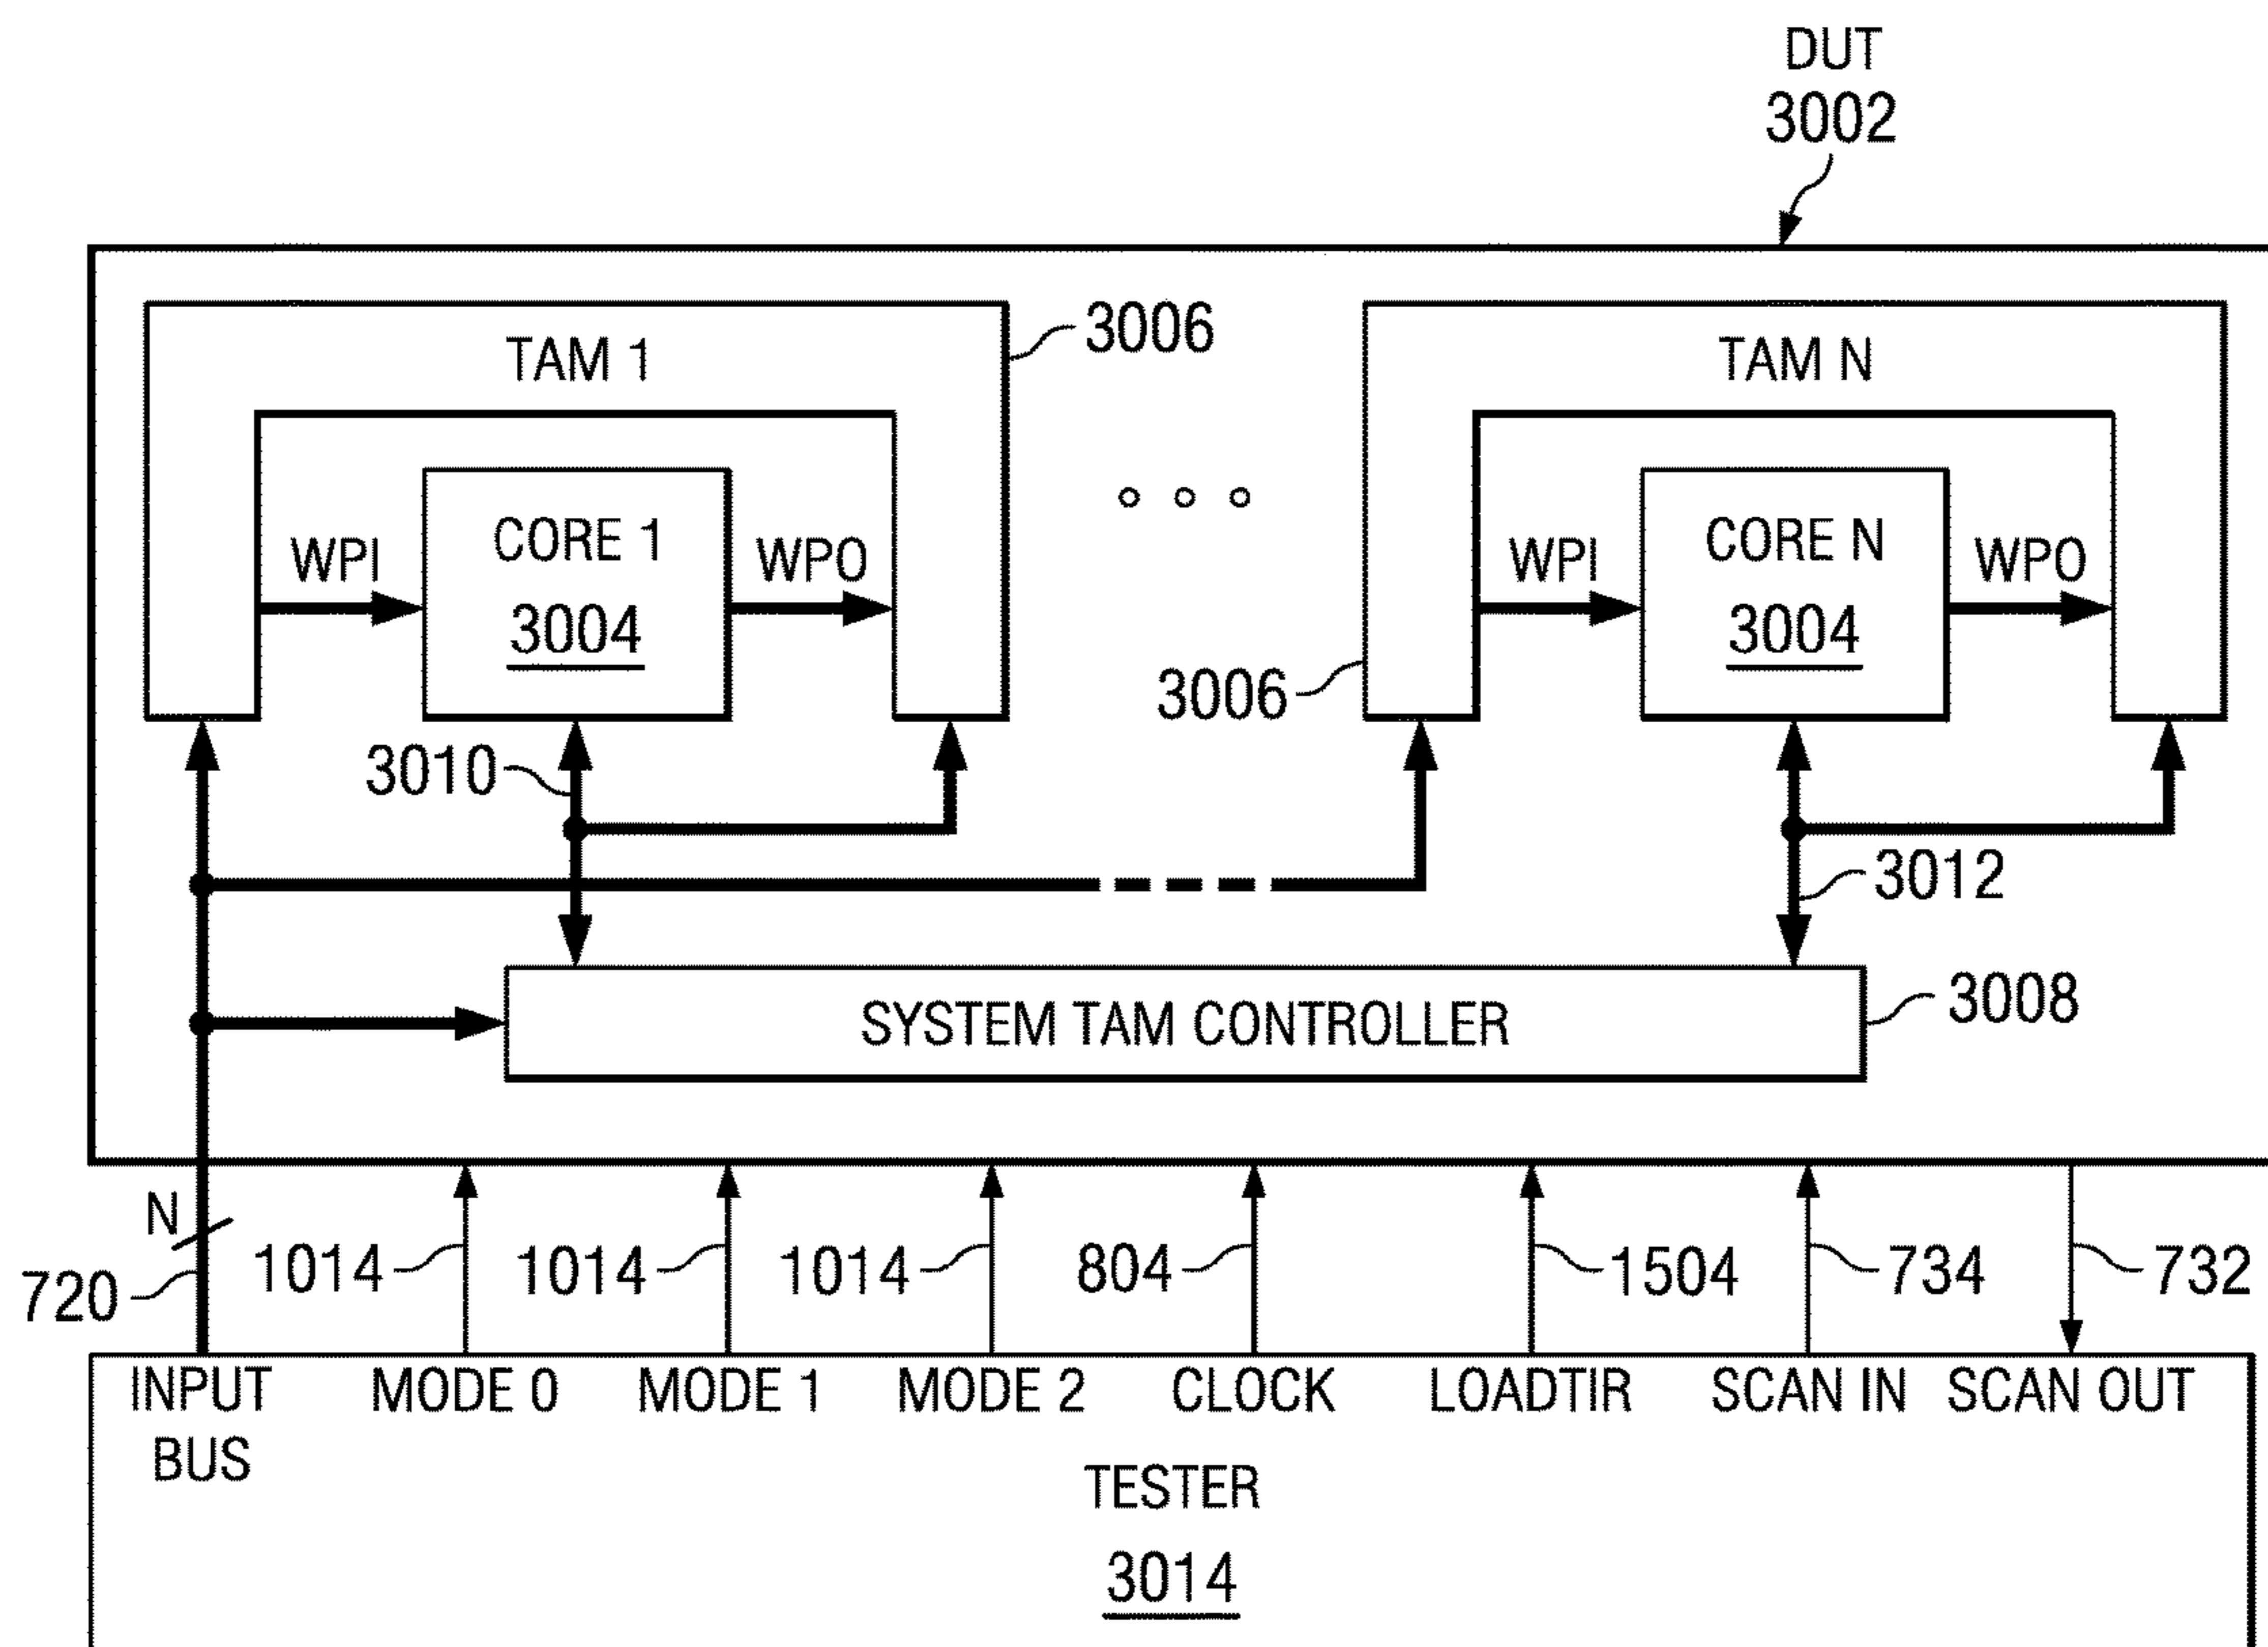 DUT
3002
TAM 1
3006
TAM N
CORE 1
3004
WPI
WPO
3006
WPI
CORE N
3004
WPO
3010
3012
SYSTEM TAM CONTROLLER
3008
N
720
1014
1014
1014
804
1504
734
732
INPUT BUS
MODE 0
MODE 1
MODE 2
CLOCK
LOADTIR
SCAN IN
SCAN OUT
TESTER
3014